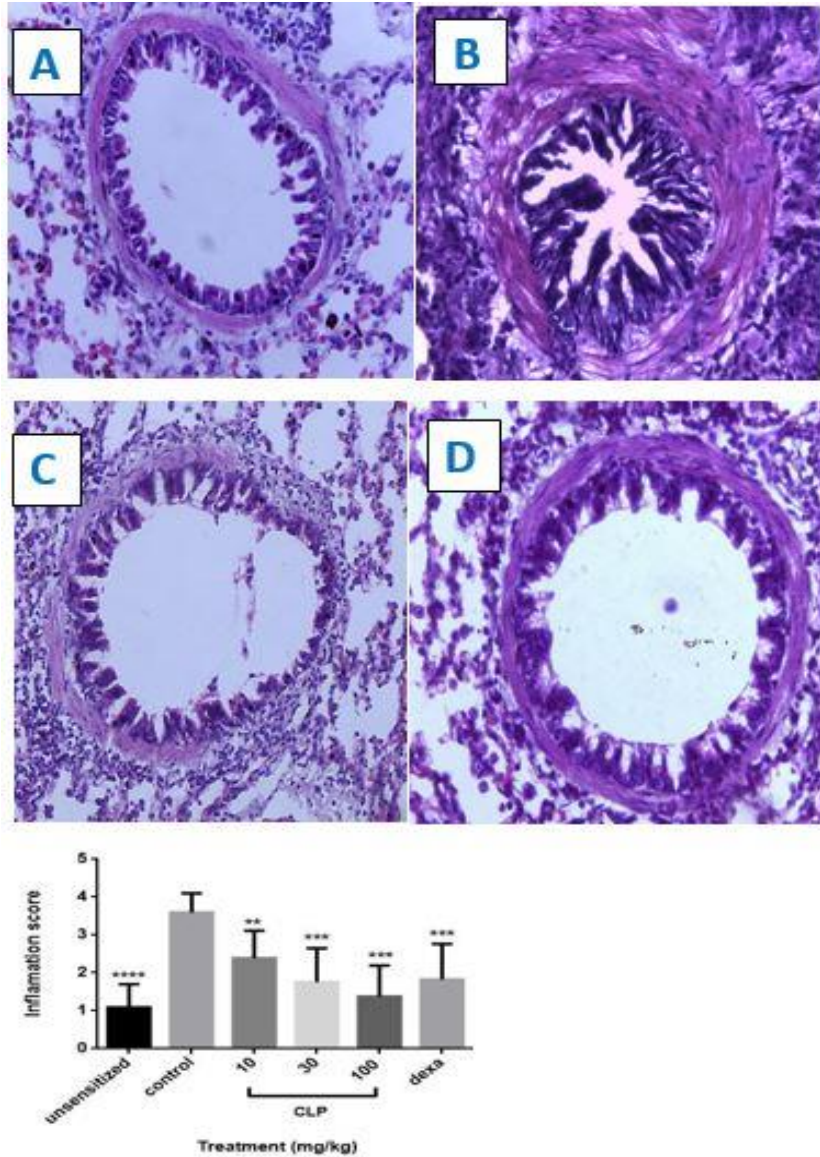 A
B
C
D
Inflamation score
5
4
3
2
1
0
****
**
***
***
***
unsensitized
control
10
30
100
dexa
CLP
Treatment (mg/kg)